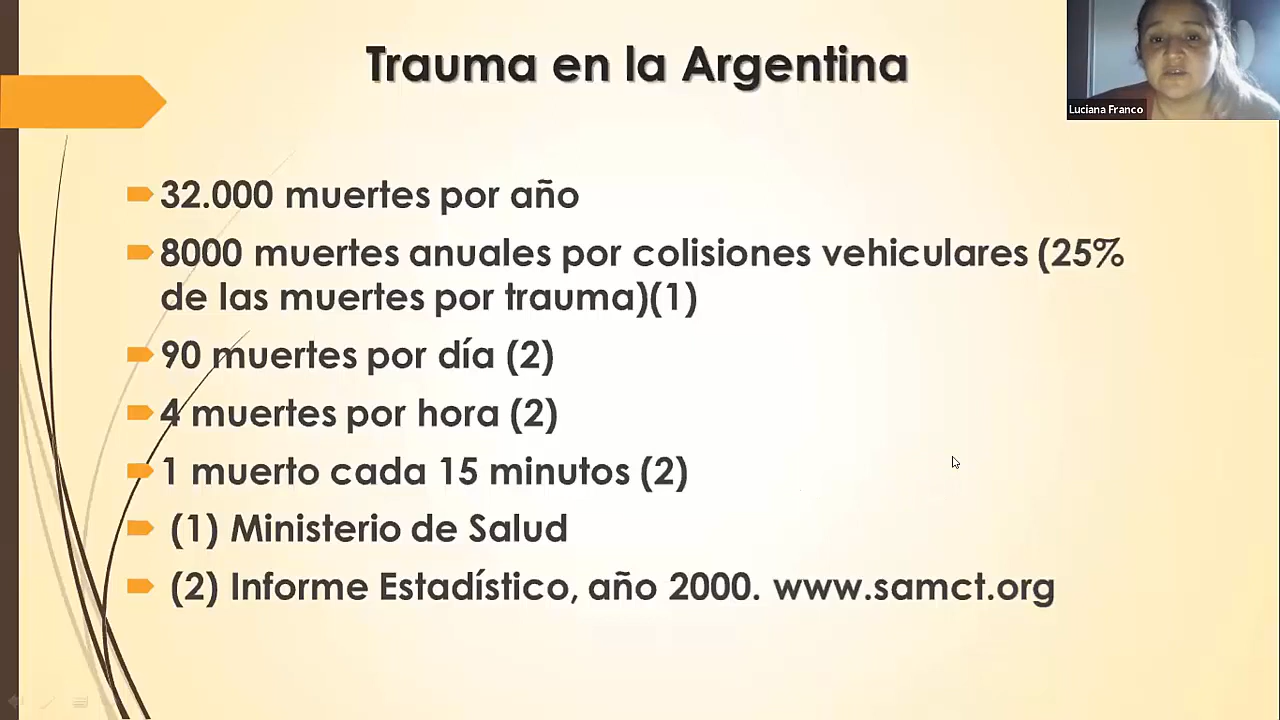 Trauma en la Argentina
Luciana Franco
32.000 muertes por año
8000 muertes anuales por colisiones vehiculares (25%
de las muertes por trauma)(1)
90 muertes por día (2)
4 muertes por hora (2)
1 muerto cada 15 minutos (2)
(1) Ministerio de Salud
(2) Informe Estadístico, año 2000. www.samct.org